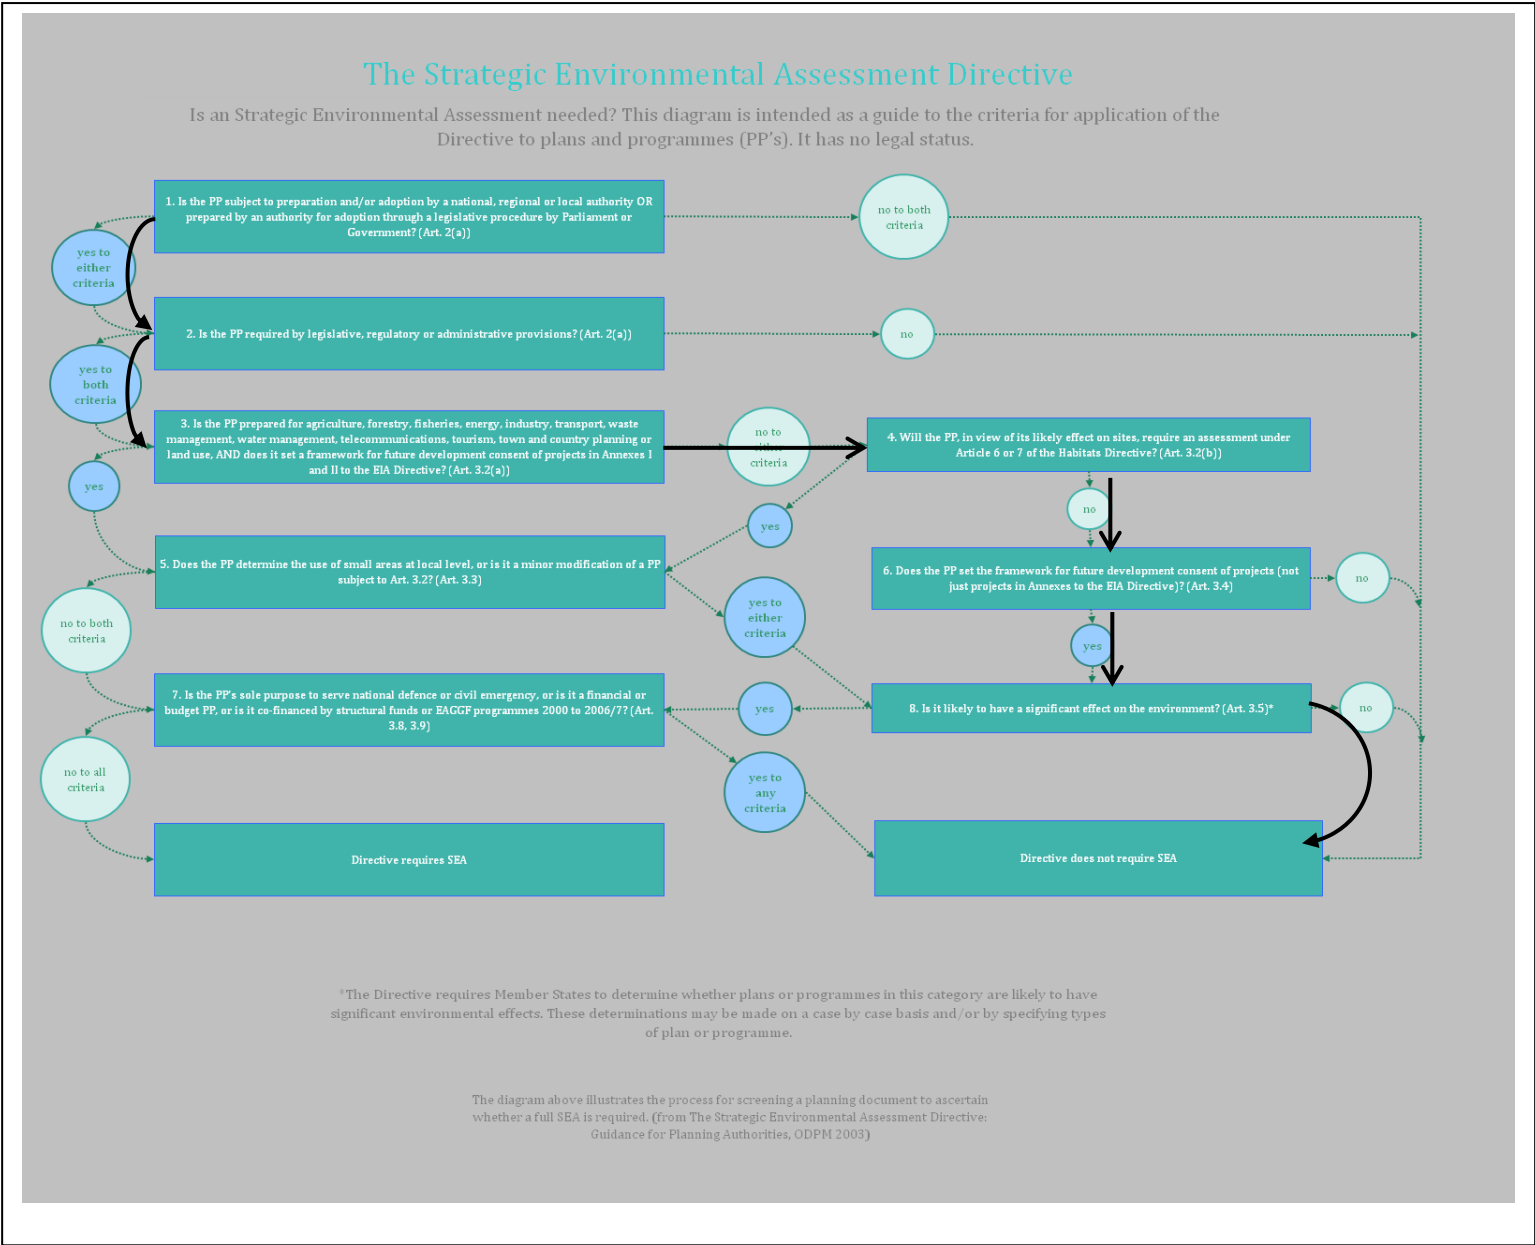 The Strategic Environmental Assessment Directive
Is an Strategic Environmental Assessment needed? This diagram is intended as a guide to the criteria for application of the
Directive to plans and programmes (PP's). It has no legal status.
1. Is the PP subject to preparation and/or adoption by a national, regional or local authority OR
prepared by an authority for adoption through a legislative procedure by Parliament or
Government? (Art. 2(a))
no to both
criteria
yes to
either
criteria
2. Is the PP required by legislative, regulatory or administrative provisions? (Art. 2(a))
no
yes to
both
criteria
3. Is the PP prepared for agriculture, forestry, fisheries, energy, industry, transport, waste
management, water management, telecommunications, tourism, town and country planning or
land use, AND does it set a framework for future development consent of projects in Annexes I
and II to the EIA Directive? (Art. 3.2(a))
no to
either
criteria
4. Will the PP, in view of its likely effect on sites, require an assessment under
Article 6 or 7 of the Habitats Directive? (Art. 3.2(b))
yes
yes
no
5. Does the PP determine the use of small areas at local level, or is it a minor modification of a PP
subject to Art. 3.2? (Art. 3.3)
6. Does the PP set the framework for future development consent of projects (not
just projects in Annexes to the EIA Directive)? (Art. 3.4)
no
no to both
criteria
yes to
either
criteria
yes
7. Is the PP's sole purpose to serve national defence or civil emergency, or is it a financial or
budget PP, or is it co-financed by structural funds or EAGGF programmes 2000 to 2006/7? (Art.
3.8, 3.9)
yes
8. Is it likely to have a significant effect on the environment? (Art. 3.5)*
no
no to all
criteria
yes to
any
criteria
Directive requires SEA
Directive does not require SEA
*The Directive requires Member States to determine whether plans or programmes in this category are likely to have
significant environmental effects. These determinations may be made on a case by case basis and/or by specifying types
of plan or programme.
The diagram above illustrates the process for screening a planning document to ascertain
whether a full SEA is required. (from The Strategic Environmental Assessment Directive:
Guidance for Planning Authorities, ODPM 2003)